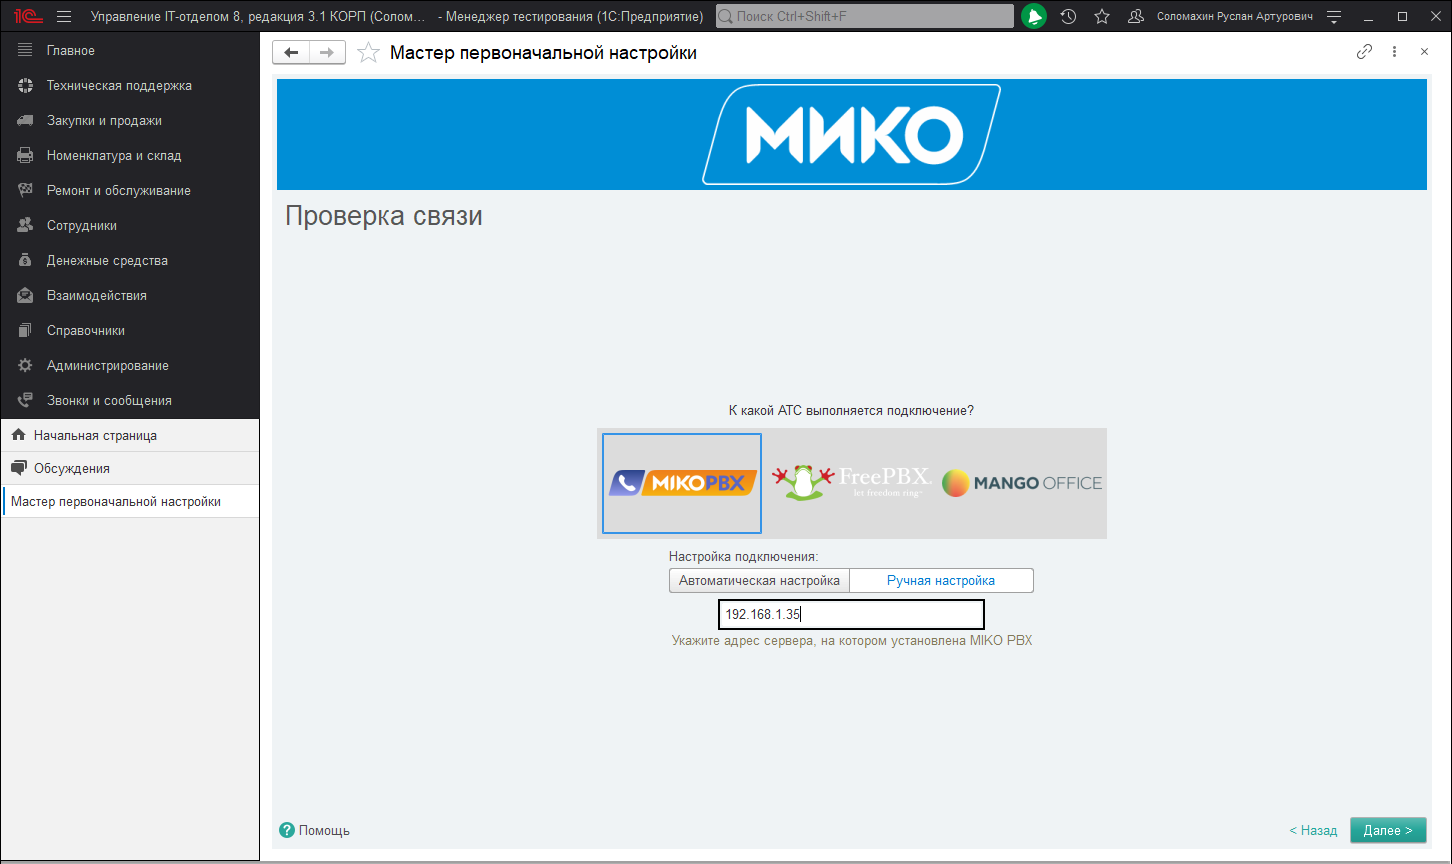 1С Управление IT-отделом 8, редакция 3.1 КОРП (Солом... - Менеджер тестирования (1С:Предприятие) Поиск Ctrl+Shift+F Соломахин Руслан Артурович
Главное
Техническая поддержка
Закупки и продажи
Номенклатура и склад
Ремонт и обслуживание
Сотрудники
Денежные средства
Взаимодействия
Справочники
Администрирование
Звонки и сообщения
Начальная страница
Обсуждения
Мастер первоначальной настройки
Мастер первоначальной настройки
МИКО
Проверка связи
К какой АТС выполняется подключение?
MIKOPBX
FreePBX
let freedom ring™
MANGO OFFICE
Настройка подключения:
Автоматическая настройка Ручная настройка
192.168.1.35
Укажите адрес сервера, на котором установлена MIKO PBX
? Помощь
< Назад Далее >